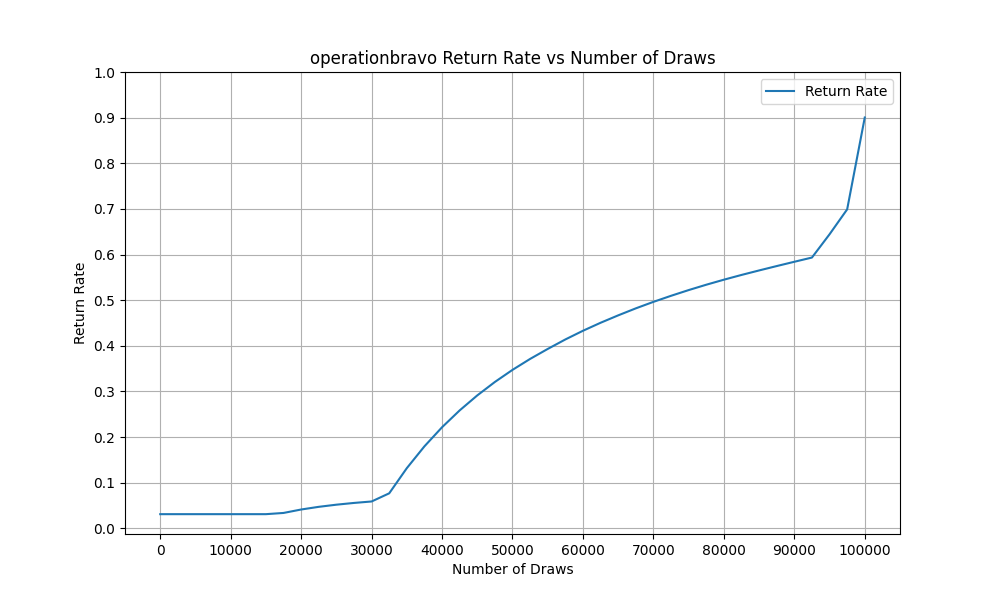 operationbravo Return Rate vs Number of Draws
Return Rate
1.0
0.9
0.8
0.7
0.6
0.5
0.4
0.3
0.2
0.1
0.0
Return Rate
0 10000 20000 30000 40000 50000 60000 70000 80000 90000 100000
Number of Draws